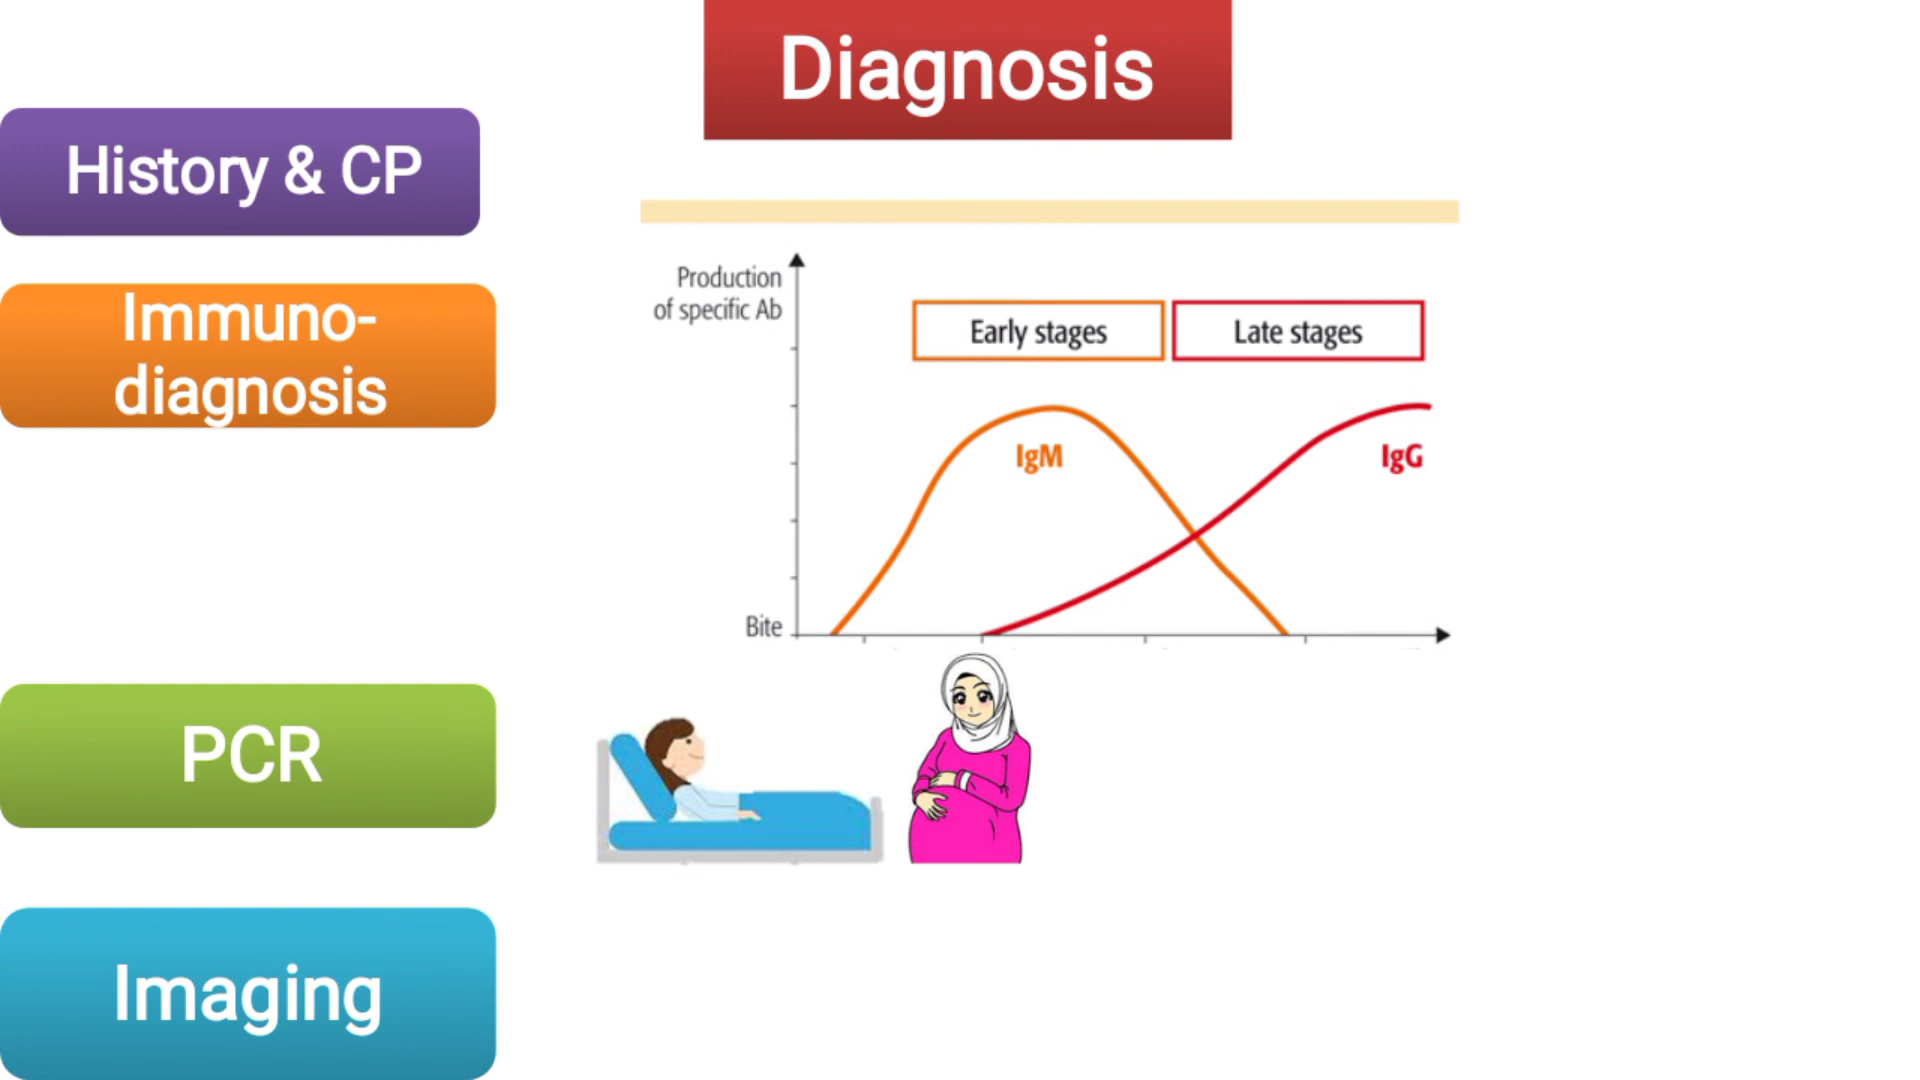 Diagnosis
History & CP
Immuno-
diagnosis
PCR
Imaging
Production
of specific Ab
Early stages
Late stages
IgM
IgG
Bite